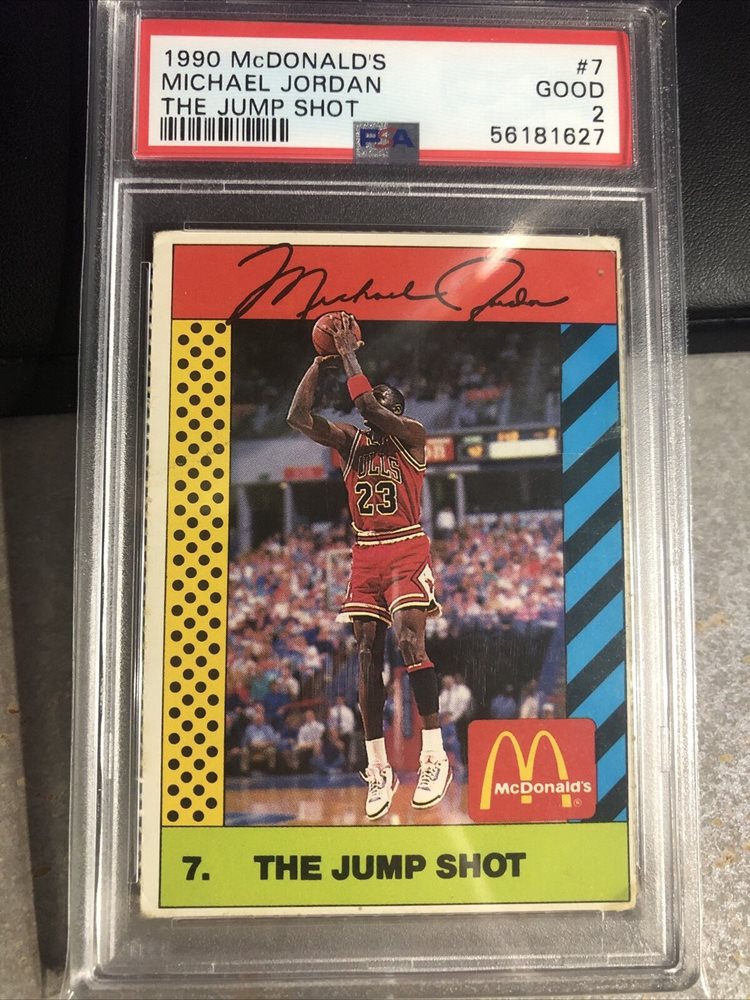 1990 McDONALD'S
#7
MICHAEL JORDAN
GOOD
THE JUMP SHOT
2
PSA
56181627
Michael Jordan
BULLS
23
McDonald's
®
7. THE JUMP SHOT